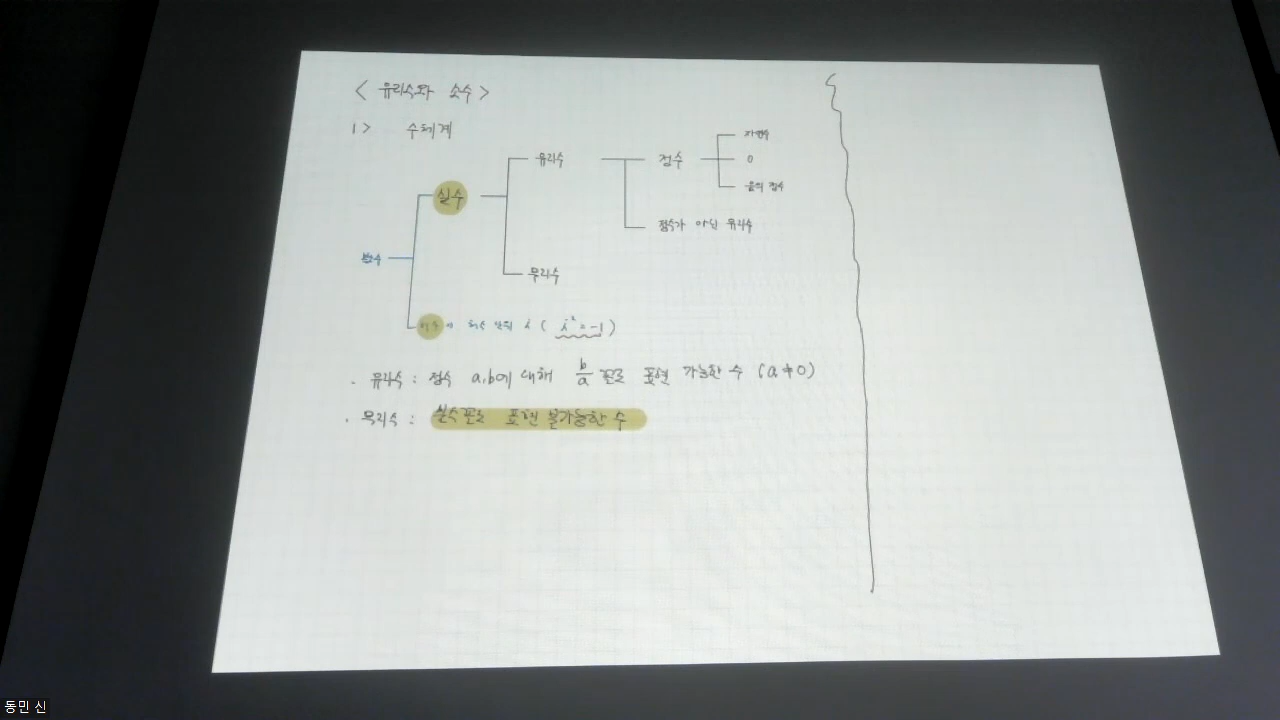 < 유리수와 소수 >
1> 수체계
자연수
유리수 정수 0
음의 정수
실수
정수가 아닌 유리수
복소수
무리수
허수 → 허수 단위 i ( i² = -1 )
· 유리수 : 정수 a, b에 대해 b/a 꼴로 표현 가능한 수 (a ≠ 0)
· 무리수 : 실수 꼴로 표현 불가능한 수
동민 신